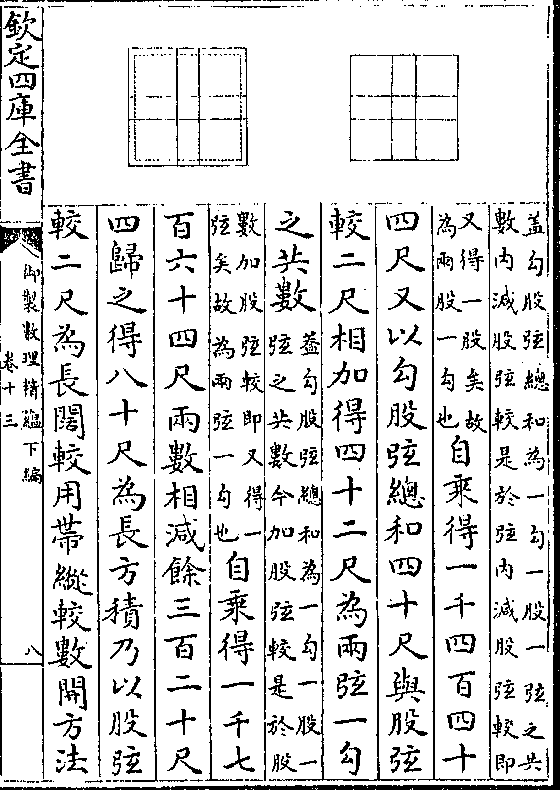 蓋勾股弦總和為一勾一股一弦之共
數内減股弦較是於弦内減股弦較即
又得一股矣故
為兩股一勾也
自乘得一千四百四十
四尺又以勾股弦總和四十尺與股弦
較二尺相加得四十二尺為兩弦一勾
之共數
蓋勾股弦總和為一勾一股一
弦之共數今加股弦較是於股
數加股弦較即又得一
弦矣故為兩弦一勾也
自乘得一千七
百六十四尺兩數相減餘三百二十尺
四歸之得八十尺為長方積乃以股弦
較二尺為長闊較用帶縱較數開方法
欽定四庫全書
御製數理精蘊下編
卷十三
八